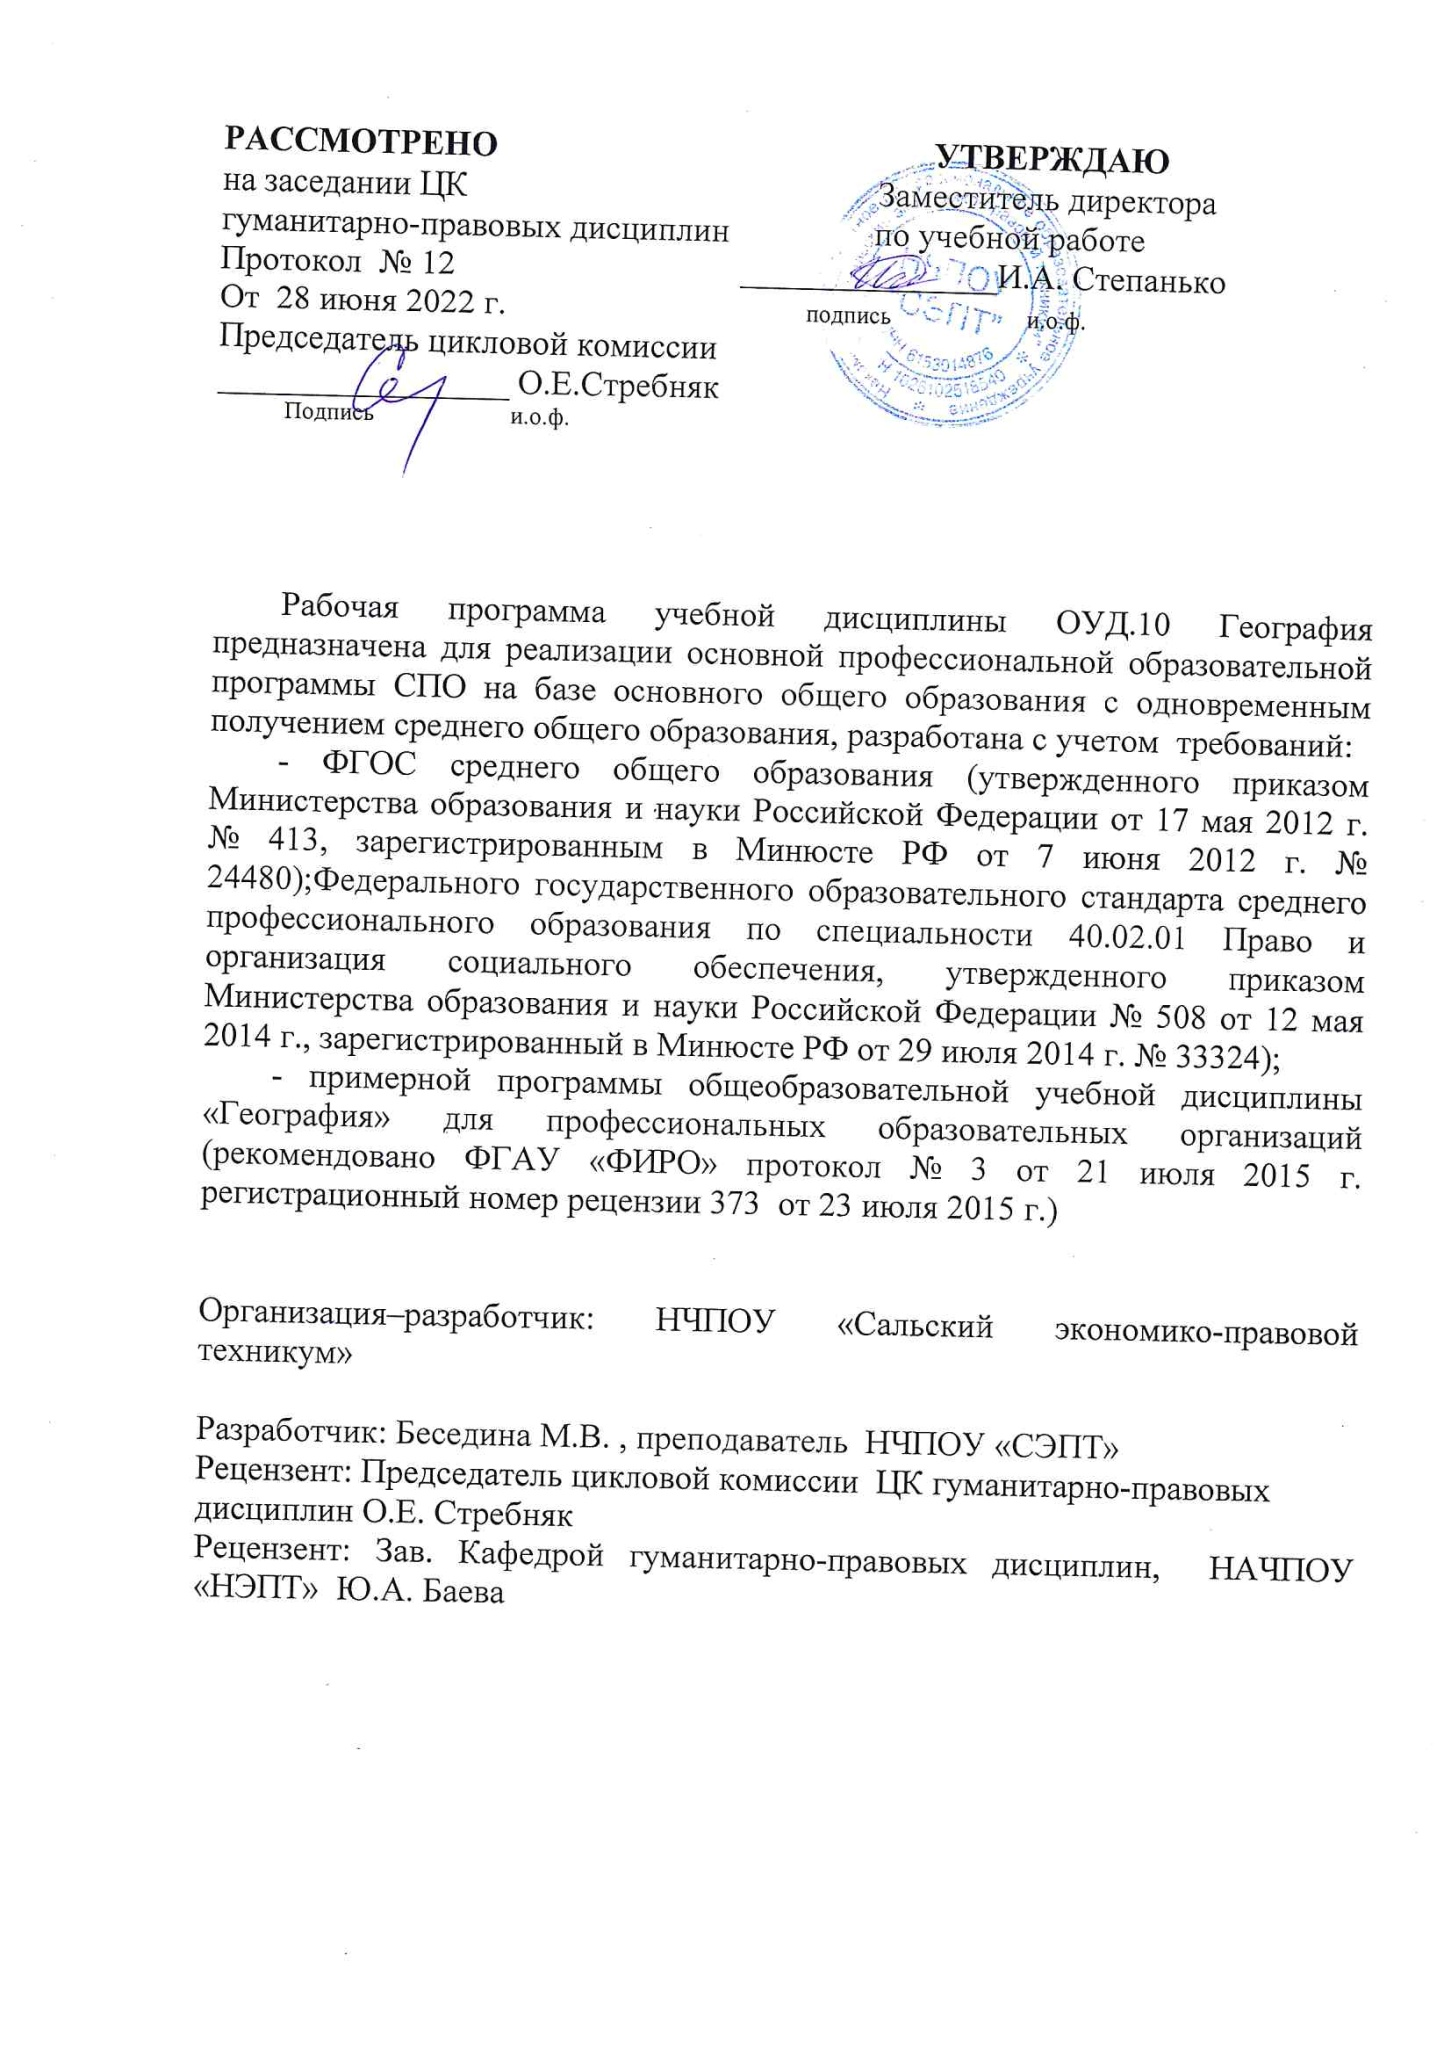 РАССМОТРЕНО
на заседании ЦК
гуманитарно-правовых дисциплин
Протокол № 12
От 28 июня 2022 г.
Председатель цикловой комиссии
О.Е.Стребняк
Подпись и.о.ф.
УТВЕРЖДАЮ
Заместитель директора
по учебной работе
И.А. Степанько
подпись и.о.ф.
Рабочая программа учебной дисциплины ОУД.10 География
предназначена для реализации основной профессиональной образовательной
программы СПО на базе основного общего образования с одновременным
получением среднего общего образования, разработана с учетом требований:
- ФГОС среднего общего образования (утвержденного приказом
Министерства образования и науки Российской Федерации от 17 мая 2012 г.
№ 413, зарегистрированным в Минюсте РФ от 7 июня 2012 г. №
24480);Федерального государственного образовательного стандарта среднего
профессионального образования по специальности 40.02.01 Право и
организация социального обеспечения, утвержденного приказом
Министерства образования и науки Российской Федерации № 508 от 12 мая
2014 г., зарегистрированный в Минюсте РФ от 29 июля 2014 г. № 33324);
- примерной программы общеобразовательной учебной дисциплины
«География» для профессиональных образовательных организаций
(рекомендовано ФГАУ «ФИРО» протокол № 3 от 21 июля 2015 г.
регистрационный номер рецензии 373 от 23 июля 2015 г.)
Организация–разработчик: НЧПОУ «Сальский экономико-правовой
техникум»
Разработчик: Беседина М.В. , преподаватель НЧПОУ «СЭПТ»
Рецензент: Председатель цикловой комиссии ЦК гуманитарно-правовых
дисциплин О.Е. Стребняк
Рецензент: Зав. Кафедрой гуманитарно-правовых дисциплин, НАЧПОУ
«НЭПТ» Ю.А. Баева